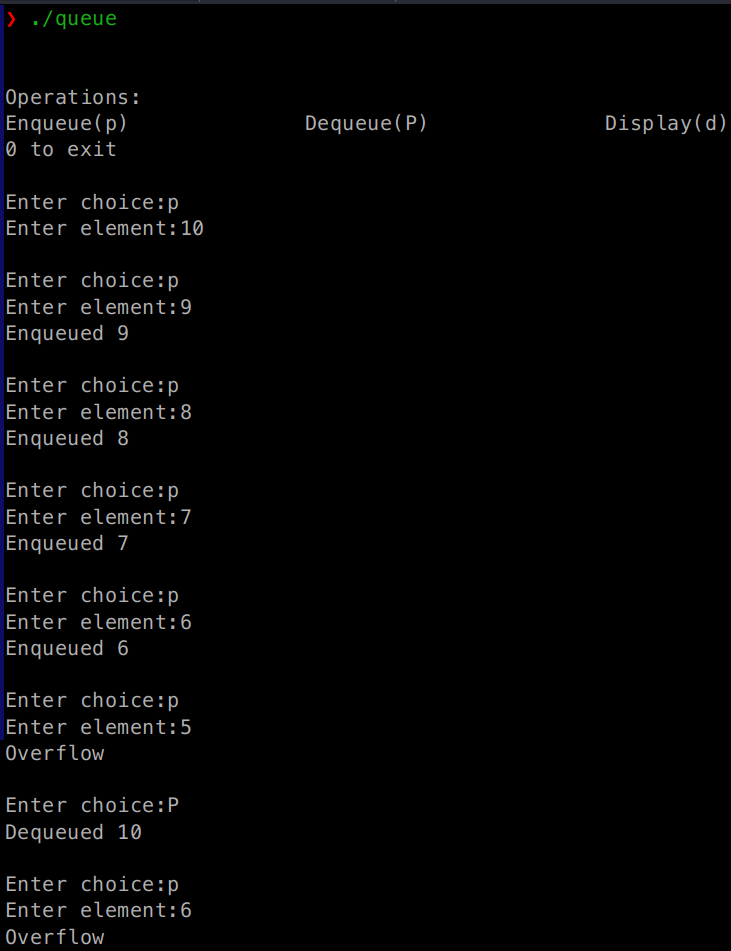 ❯ ./queue
Operations:
Enqueue(p) Dequeue(P) Display(d)
0 to exit
Enter choice:p
Enter element:10
Enter choice:p
Enter element:9
Enqueued 9
Enter choice:p
Enter element:8
Enqueued 8
Enter choice:p
Enter element:7
Enqueued 7
Enter choice:p
Enter element:6
Enqueued 6
Enter choice:p
Enter element:5
Overflow
Enter choice:P
Dequeued 10
Enter choice:p
Enter element:6
Overflow